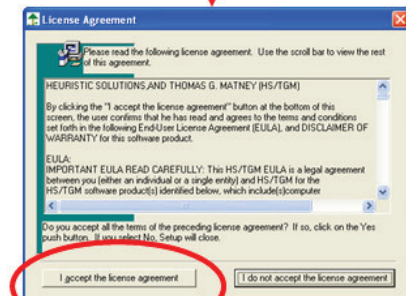 License Agreement
Please read the following license agreement. Use the scroll bar to view the rest
of this agreement.
HEURISTIC SOLUTIONS,AND THOMAS G. MATNEY (HS/TGM)
By clicking the "I accept the license agreement" button at the bottom of this
screen, the user confirms that he has read and agrees to the terms and conditions
set forth in the following End-User License Agreement (EULA), and DISCLAIMER OF
WARRANTY for this software product.
EULA:
IMPORTANT EULA READ CAREFULLY: This HS/TGM EULA is a legal agreement
between you (either an individual or a single entity) and HS/TGM for the
HS/TGM software product(s) identified below, which include(s)computer
Do you accept all the terms of the preceding license agreement? If so, click on the Yes
push button. If you select No, Setup will close.
I accept the license agreement
I do not accept the license agreement